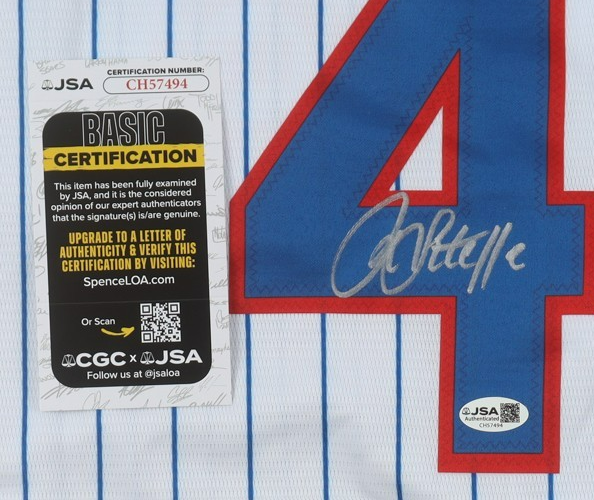 JSA
CERTIFICATION NUMBER:
CH57494
BASIC
CERTIFICATION
This item has been fully examined
by JSA, and it is the considered
opinion of our expert authenticators
that the signature(s) is/are genuine.
UPGRADE TO A LETTER OF
AUTHENTICITY & VERIFY THIS
CERTIFICATION BY VISITING:
SpenceLOA.com
Or Scan
CGC x JSA
Follow us at @jsaloa
4
JSA
Authenticated
CH57494